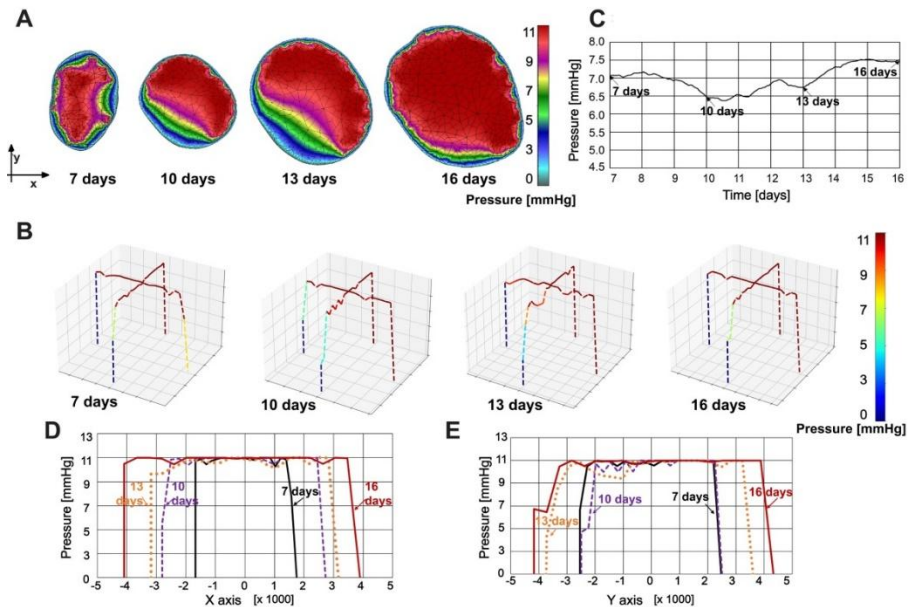 A
11
9
7
5
3
2
0
Pressure [mmHg]
y
x
7 days
10 days
13 days
16 days
C
8.0
7.5
7.0
6.5
6.0
5.5
5.0
4.5
Pressure [mmHg]
7 days
10 days
13 days
16 days
7 8 9 10 11 12 13 14 15 16
Time [days]
B
7 days
10 days
13 days
16 days
11
9
7
5
3
2
0
Pressure [mmHg]
D
13
11
9
7
5
3
0
Pressure [mmHg]
13 days
10 days
7 days
16 days
-5 -4 -3 -2 -1 0 1 2 3 4 5
X axis [x 1000]
E
13
11
9
7
5
3
0
Pressure [mmHg]
13 days
10 days
7 days
16 days
-5 -4 -3 -2 -1 0 1 2 3 4 5
Y axis [x 1000]